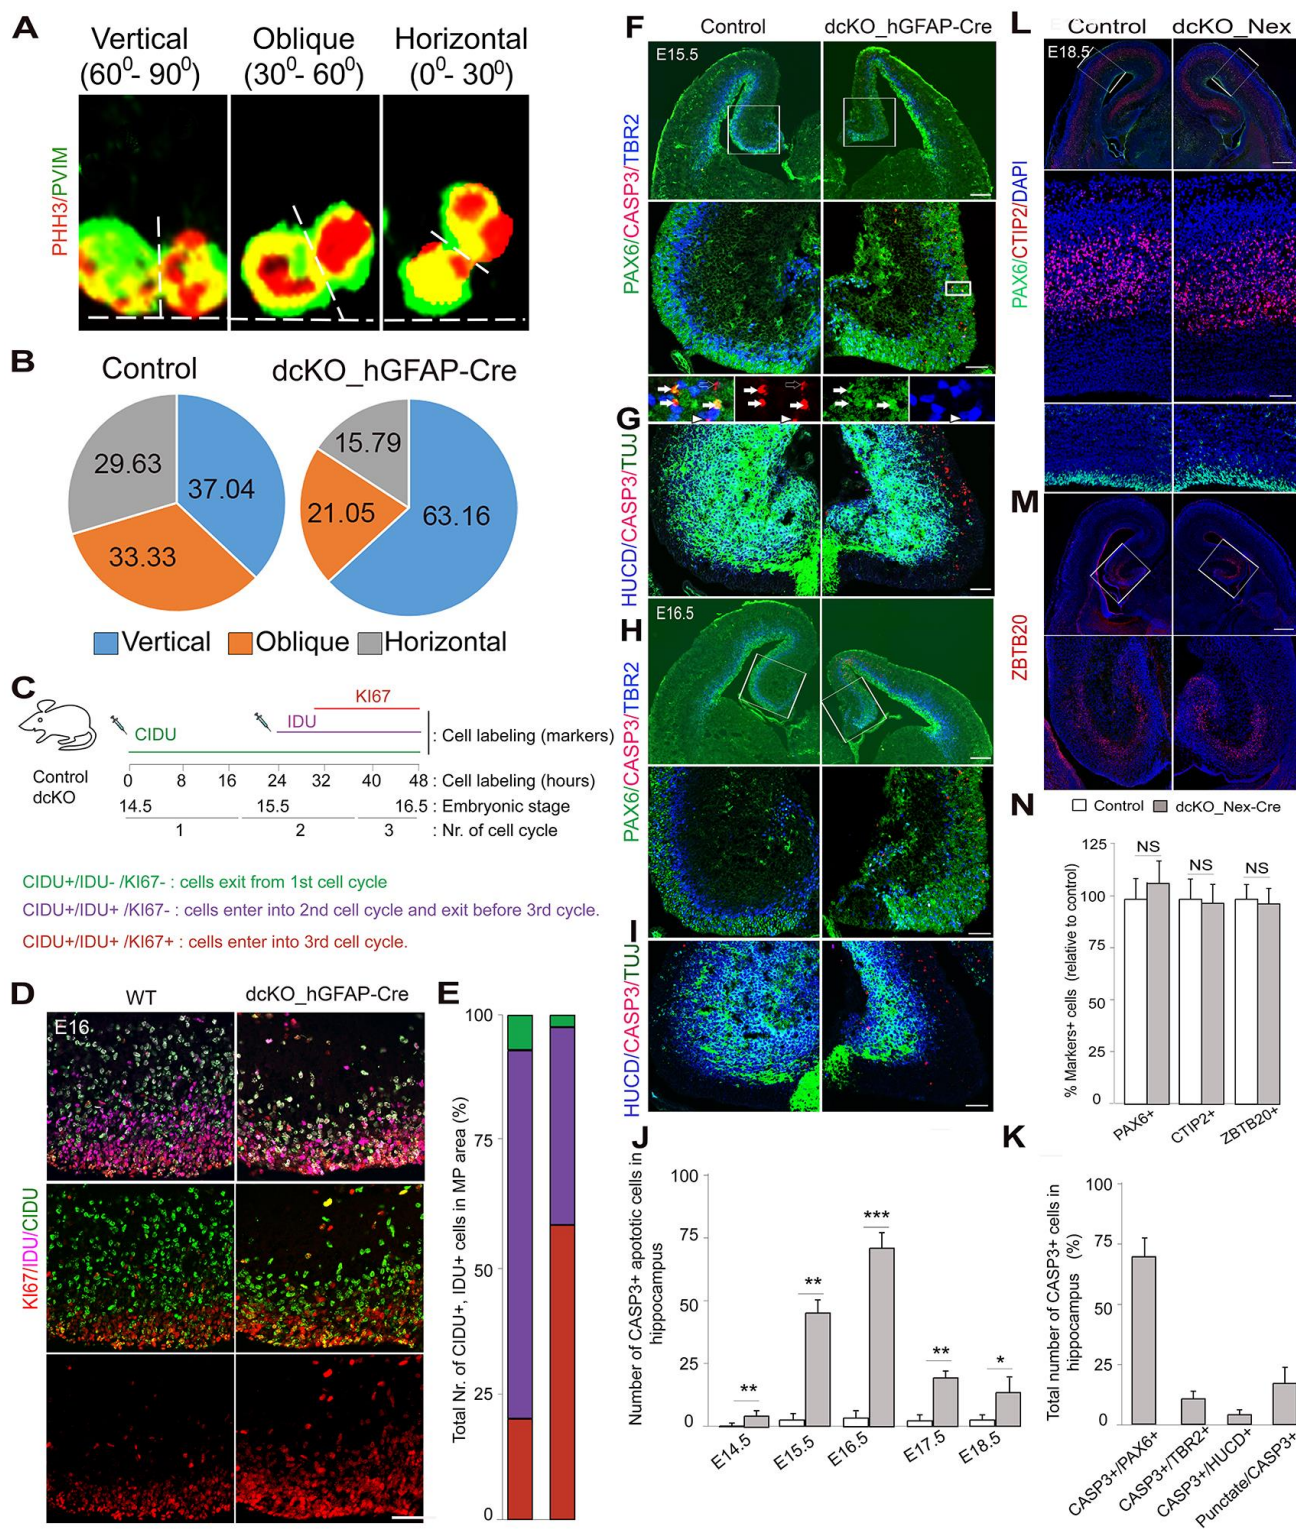 A
Vertical
(60⁰- 90⁰)
Oblique
(30⁰- 60⁰)
Horizontal
(0⁰- 30⁰)
PHH3/PVIM
B
Control
dcKO_hGFAP-Cre
29.63
37.04
33.33
15.79
21.05
63.16
Vertical
Oblique
Horizontal
C
KI67
IDU
CIDU
: Cell labeling (markers)
Control
dcKO
0 8 16 24 32 40 48 : Cell labeling (hours)
14.5 15.5 16.5 : Embryonic stage
1 2 3 : Nr. of cell cycle
CIDU+/IDU- /KI67- : cells exit from 1st cell cycle
CIDU+/IDU+ /KI67- : cells enter into 2nd cell cycle and exit before 3rd cycle.
CIDU+/IDU+ /KI67+ : cells enter into 3rd cell cycle.
D
WT
dcKO_hGFAP-Cre
E16
KI67/IDU/CIDU
E
Total Nr. of CIDU+, IDU+ cells in MP area (%)
100
75
50
25
0
F
Control
dcKO_hGFAP-Cre
E15.5
PAX6/CASP3/TBR2
G
HUCD/CASP3/TUJ
H
E16.5
PAX6/CASP3/TBR2
I
HUCD/CASP3/TUJ
J
Number of CASP3+ apoptotic cells in
hippocampus
100
75
50
25
0
**
**
***
**
*
E14.5
E15.5
E16.5
E17.5
E18.5
L
Control
dcKO_Nex
E18.5
PAX6/CTIP2/DAPI
M
ZBTB20
N
Control
dcKO_Nex-Cre
% Markers+ cells (relative to control)
125
100
75
50
25
0
NS
NS
NS
PAX6+
CTIP2+
ZBTB20+
K
Total number of CASP3+ cells in
hippocampus (%)
100
75
50
25
0
CASP3+/PAX6+
CASP3+/TBR2+
CASP3+/HUCD+
Punctate/CASP3+